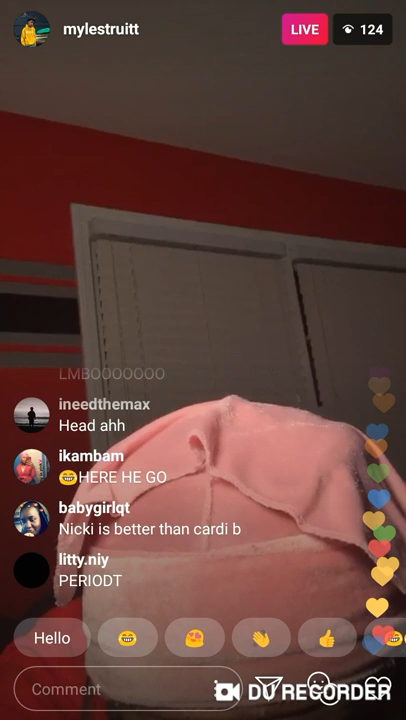 mylestruitt
LIVE
124
LMBOOOOOOO
ineedthemax
Head ahh
ikambam
😂HERE HE GO
babygirlqt
Nicki is better than cardi b
litty.niy
PERIODT
Hello
Comment
DU RECORDER